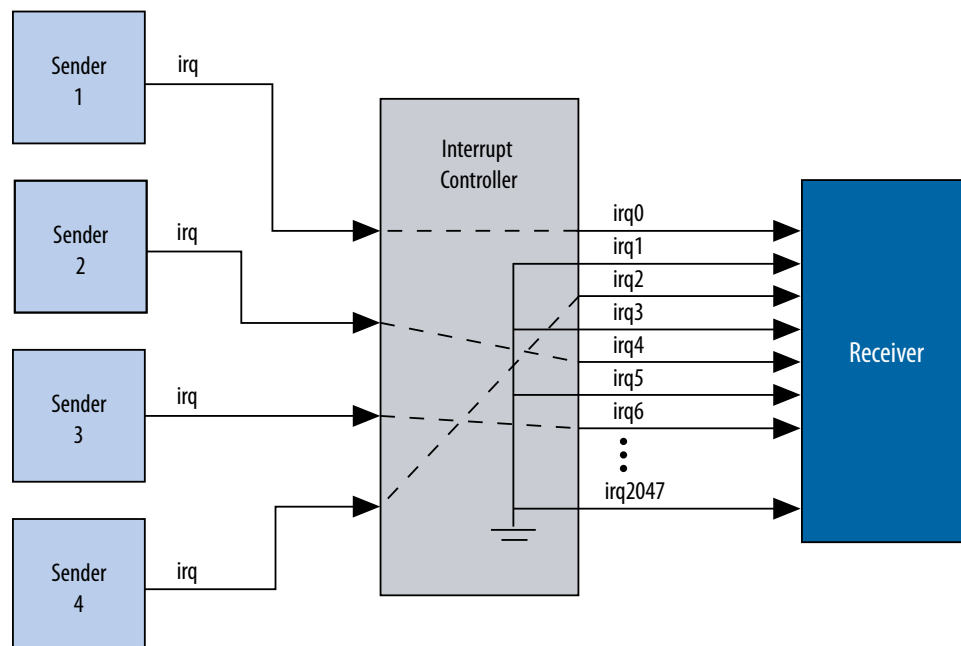 Sender
1
irq
Sender
2
irq
Sender
3
irq
Sender
4
irq
Interrupt
Controller
irq0
irq1
irq2
irq3
irq4
irq5
irq6
irq2047
Receiver